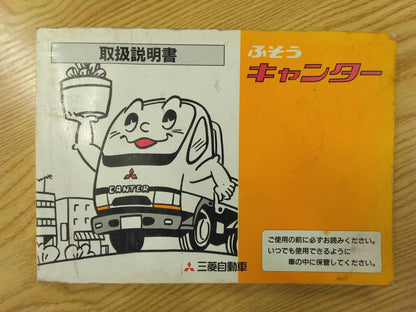 取扱説明書
ふそう
キャンター
CANTER
ご使用の前に必ずお読みください。
いつでも使用できるように
車の中に保管してください。
三菱自動車